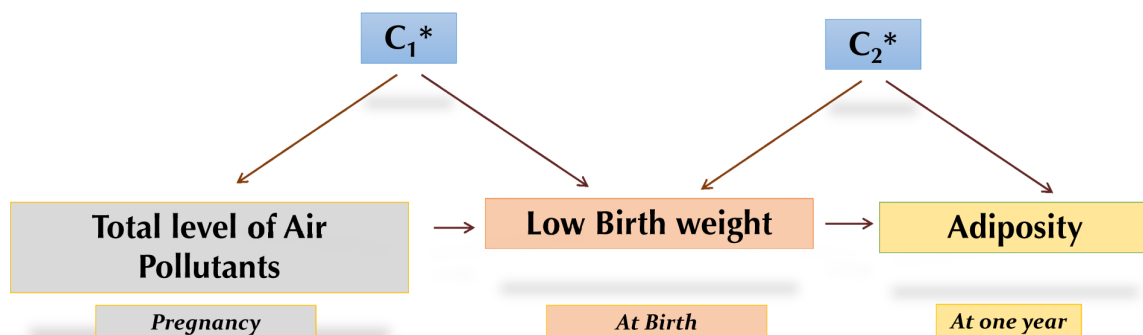 C₁*
C₂*
Total level of Air
Pollutants
Low Birth weight
Adiposity
Pregnancy
At Birth
At one year